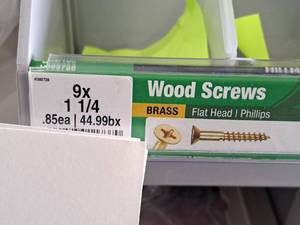 9x
1 1/4
.85ea | 44.99bx
Wood Screws
BRASS Flat Head | Phillips